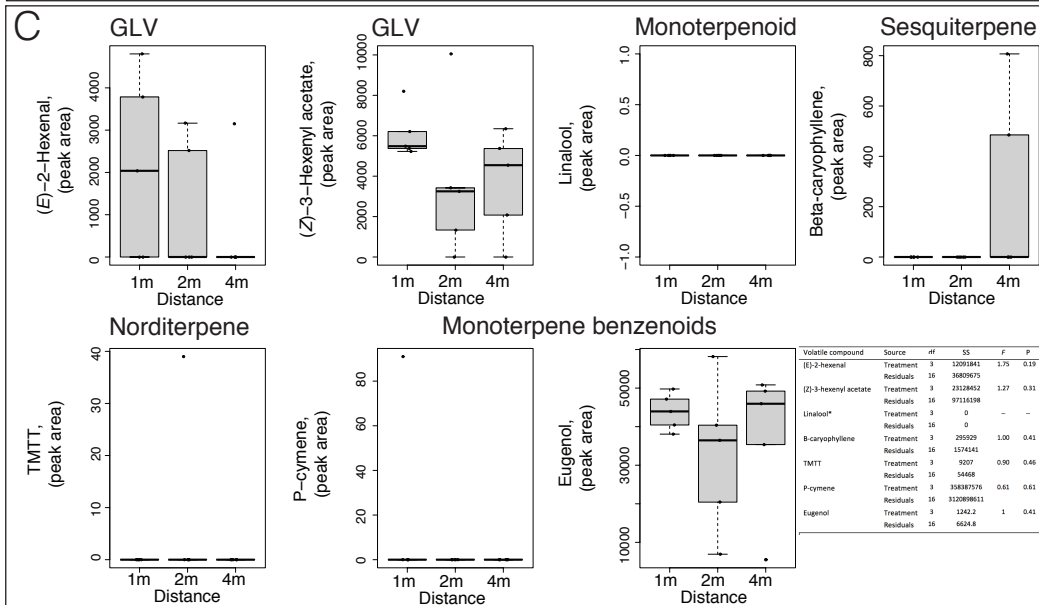 C
GLV
(E)−2−Hexenal,
(peak area)
0
1000
2000
3000
4000
1m
2m
4m
Distance
GLV
(Z)−3−Hexenyl acetate,
(peak area)
0
2000
4000
6000
8000
10000
1m
2m
4m
Distance
Monoterpenoid
Linalool,
(peak area)
−1.0
−0.5
0.0
0.5
1.0
1m
2m
4m
Distance
Sesquiterpene
Beta-caryophyllene,
(peak area)
0
200
400
600
800
1m
2m
4m
Distance
Norditerpene
TMTT,
(peak area)
0
10
20
30
40
1m
2m
4m
Distance
Monoterpene benzenoids
P−cymene,
(peak area)
0
20
40
60
80
1m
2m
4m
Distance
Eugenol,
(peak area)
10000
30000
50000
1m
2m
4m
Distance
Volatile compound Source df SS F P
(E)-2-hexenal Treatment 3 12091841 1.75 0.19
Residuals 16 36809675
(Z)-3-hexenyl acetate Treatment 3 23128452 1.27 0.31
Residuals 16 97116198
Linalool* Treatment 3 0 – –
Residuals 16 0
B-caryophyllene Treatment 3 295929 1.00 0.41
Residuals 16 1574141
TMTT Treatment 3 9207 0.90 0.46
Residuals 16 54468
P-cymene Treatment 3 358387576 0.61 0.61
Residuals 16 3120898611
Eugenol Treatment 3 1242.2 1 0.41
Residuals 16 6624.8